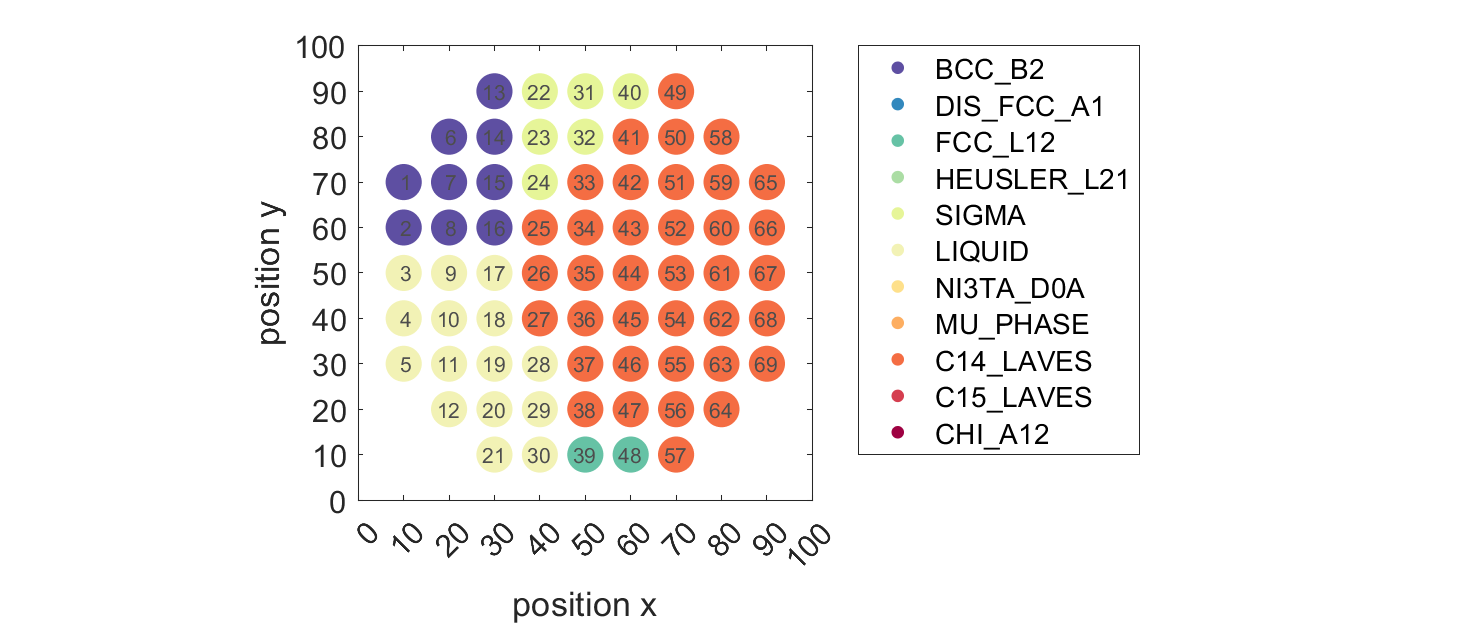 100
90
13 22 31 40 49
80
6 14 23 32 41 50 58
70
1 7 15 24 33 42 51 59 65
60
2 8 16 25 34 43 52 60 66
50
3 9 17 26 35 44 53 61 67
40
4 10 18 27 36 45 54 62 68
30
5 11 19 28 37 46 55 63 69
20
12 20 29 38 47 56 64
10
21 30 39 48 57
0
position y
0 10 20 30 40 50 60 70 80 90 100
position x
BCC_B2
DIS_FCC_A1
FCC_L12
HEUSLER_L21
SIGMA
LIQUID
NI3TA_D0A
MU_PHASE
C14_LAVES
C15_LAVES
CHI_A12